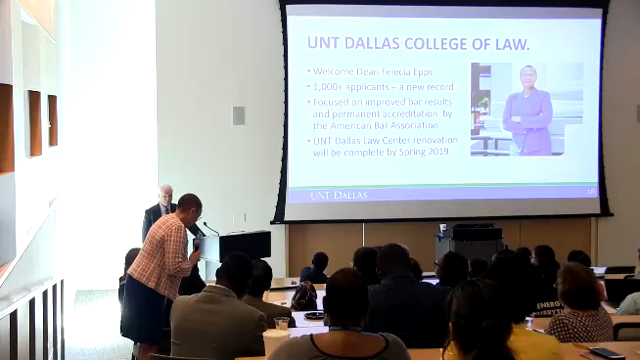 UNT DALLAS COLLEGE OF LAW.
• Welcome Dean Felecia Epps
• 1,000+ applicants – a new record
• Focused on improved bar results
and permanent accreditation by
the American Bar Association
• UNT Dallas Law Center renovation
will be complete by Spring 2019
UNT DALLAS
18
ENERGY